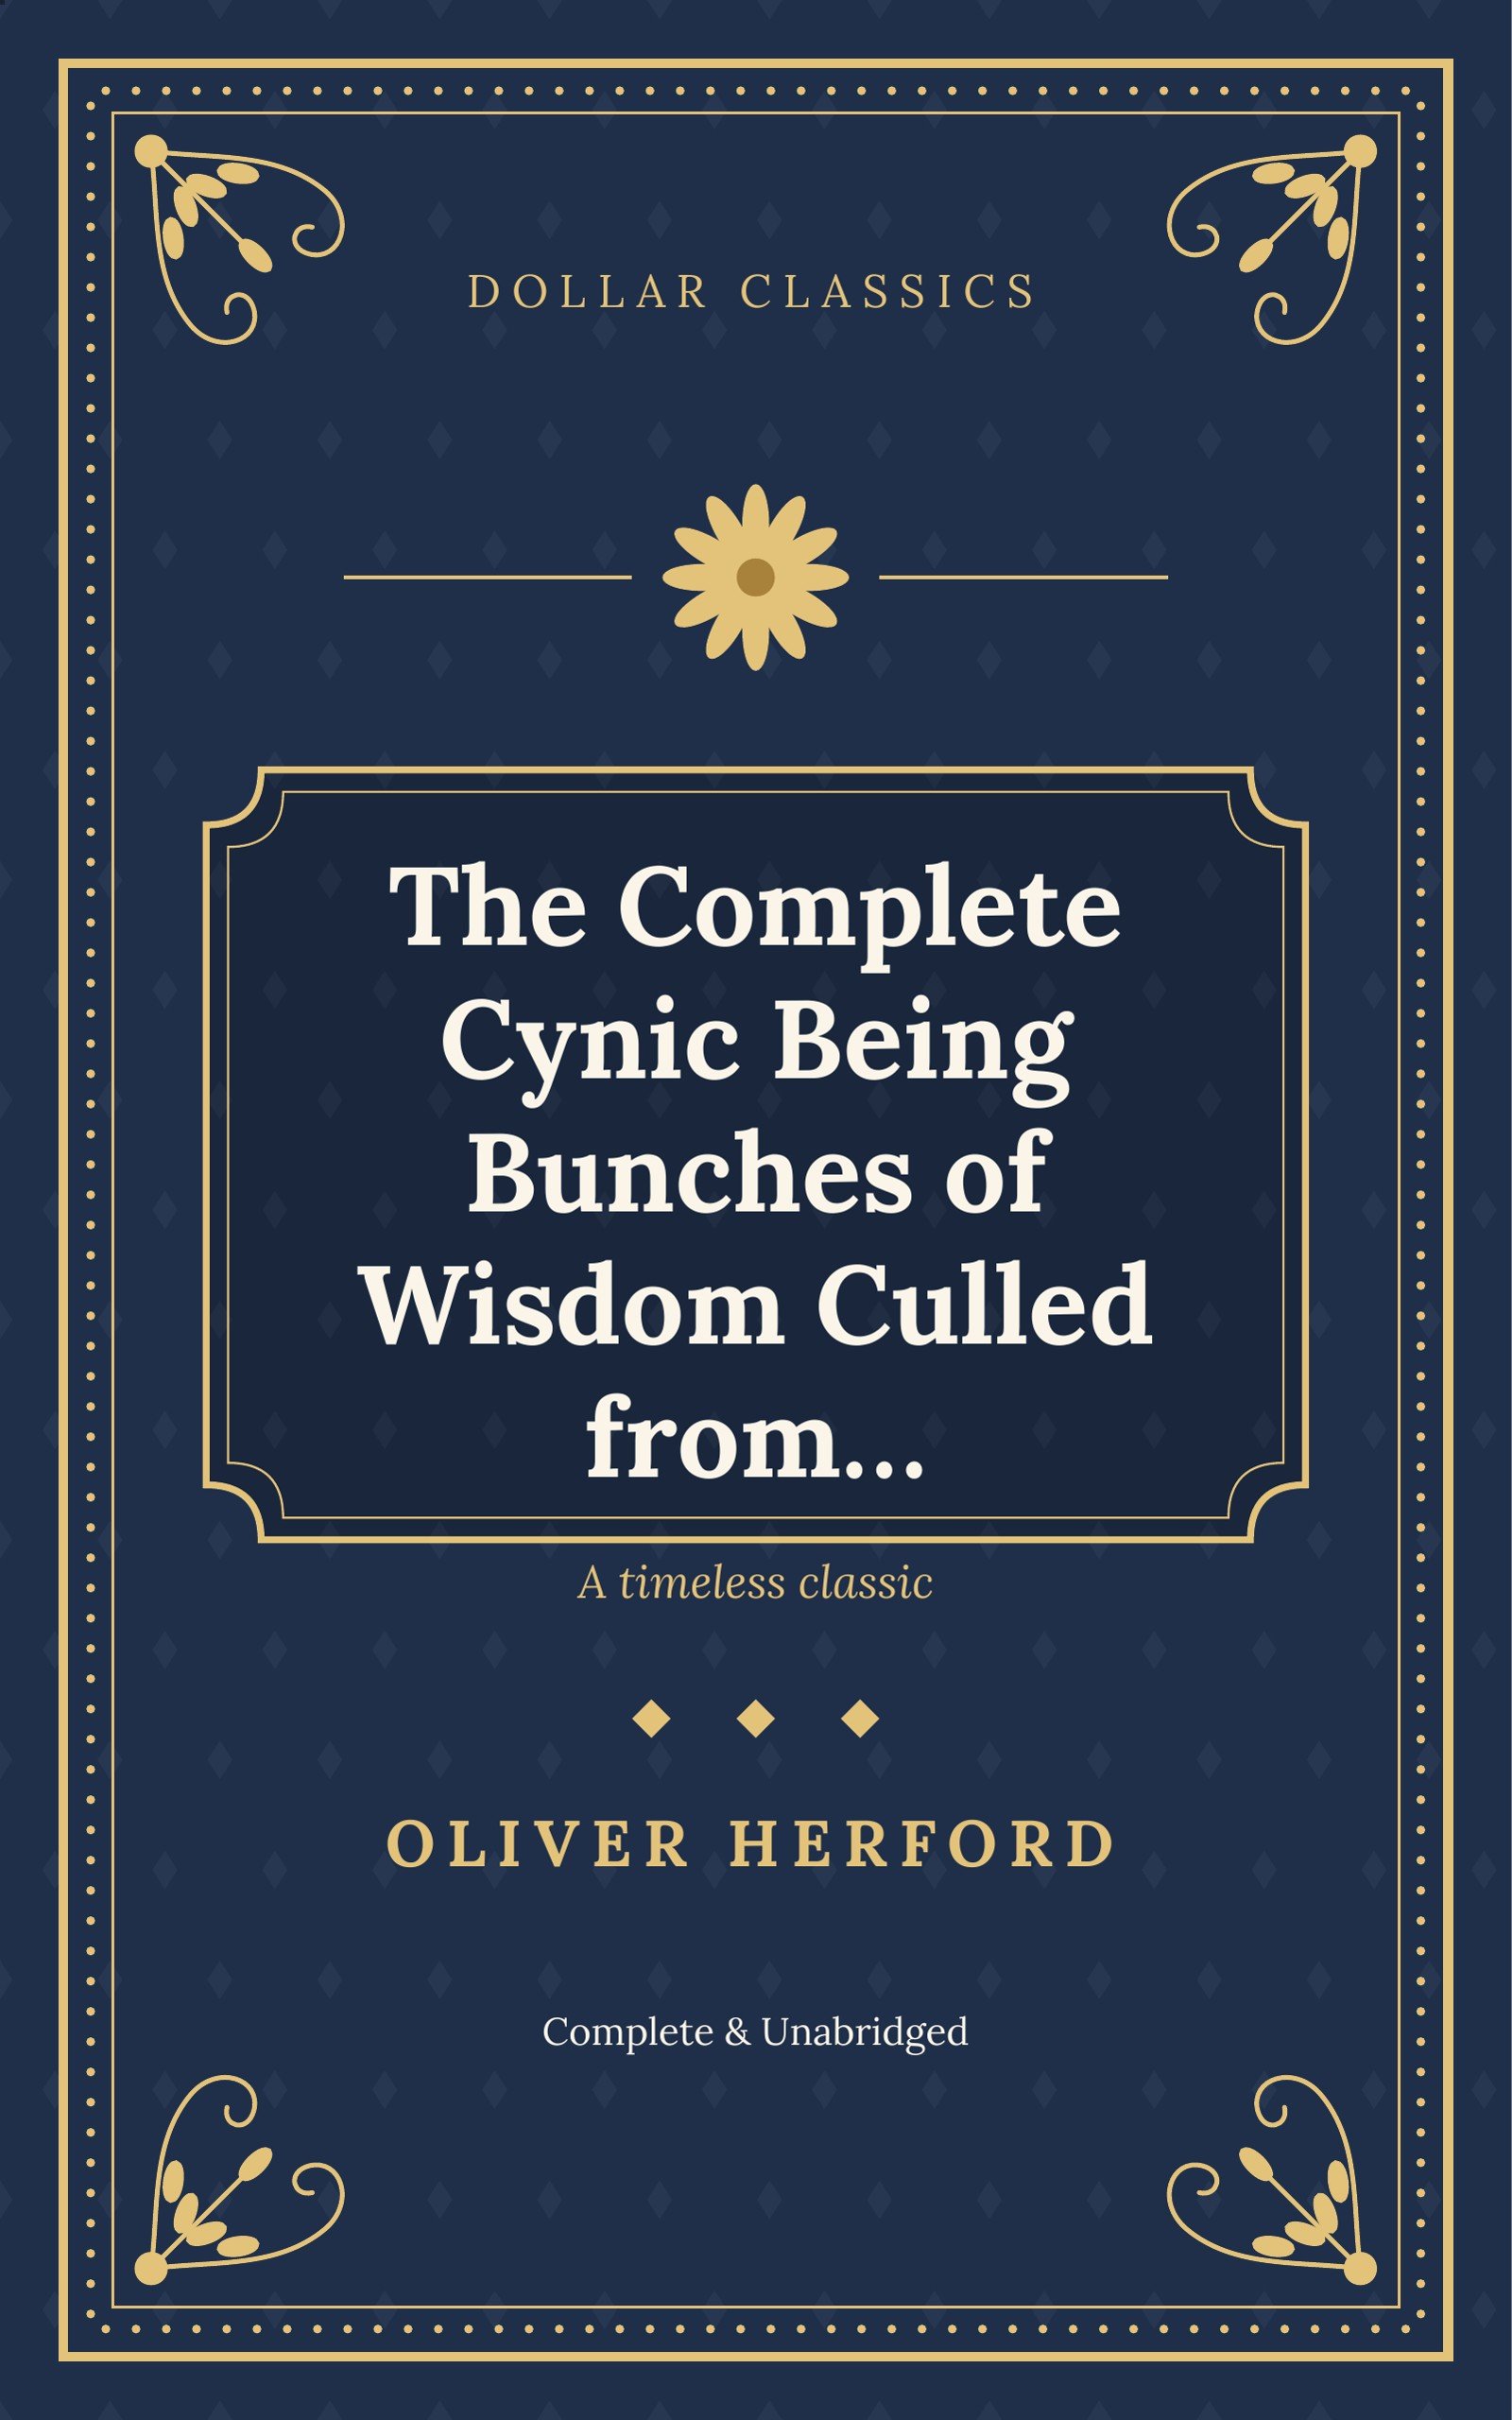 DOLLAR CLASSICS
The Complete
Cynic Being
Bunches of
Wisdom Culled
from...
A timeless classic
OLIVER HERFORD
Complete & Unabridged